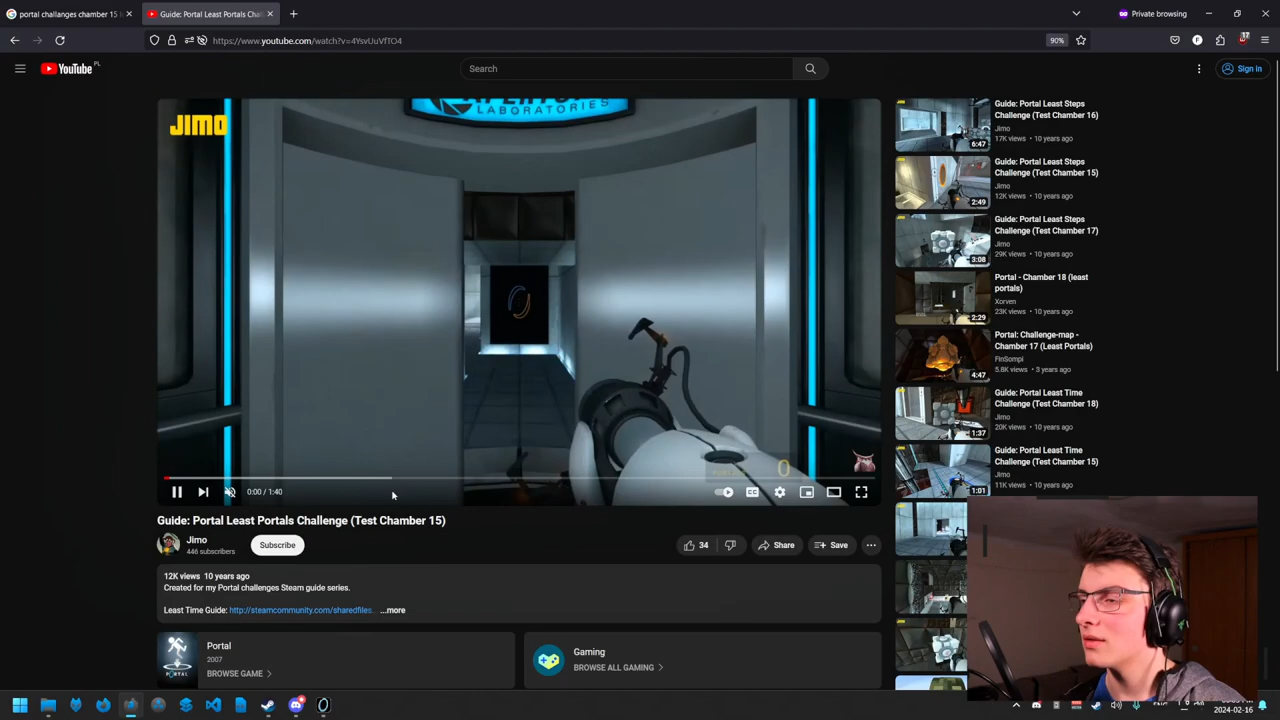 portal challanges chamber 15 l
Guide: Portal Least Portals Chal
Private browsing
https://www.youtube.com/watch?v=4YsvUuVfTO4
90%
YouTube PL
Search
Sign in
JIMO
LABORATORIES
0
0:00 / 1:40
Guide: Portal Least Portals Challenge (Test Chamber 15)
Jimo
446 subscribers
Subscribe
34
Share
Save
12K views 10 years ago
Created for my Portal challenges Steam guide series.
Least Time Guide: http://steamcommunity.com/sharedfiles... ...more
Portal
2007
BROWSE GAME
PORTAL
Gaming
BROWSE ALL GAMING
Guide: Portal Least Steps
Challenge (Test Chamber 16)
Jimo
17K views • 10 years ago
6:47
Guide: Portal Least Steps
Challenge (Test Chamber 15)
Jimo
12K views • 10 years ago
2:49
Guide: Portal Least Steps
Challenge (Test Chamber 17)
Jimo
29K views • 10 years ago
3:08
Portal - Chamber 18 (least
portals)
Xorven
23K views • 10 years ago
2:29
Portal: Challenge-map -
Chamber 17 (Least Portals)
FinSompi
5.8K views • 3 years ago
4:47
Guide: Portal Least Time
Challenge (Test Chamber 18)
Jimo
20K views • 10 years ago
1:37
Guide: Portal Least Time
Challenge (Test Chamber 15)
Jimo
11K views • 10 years ago
1:01
2024-02-16